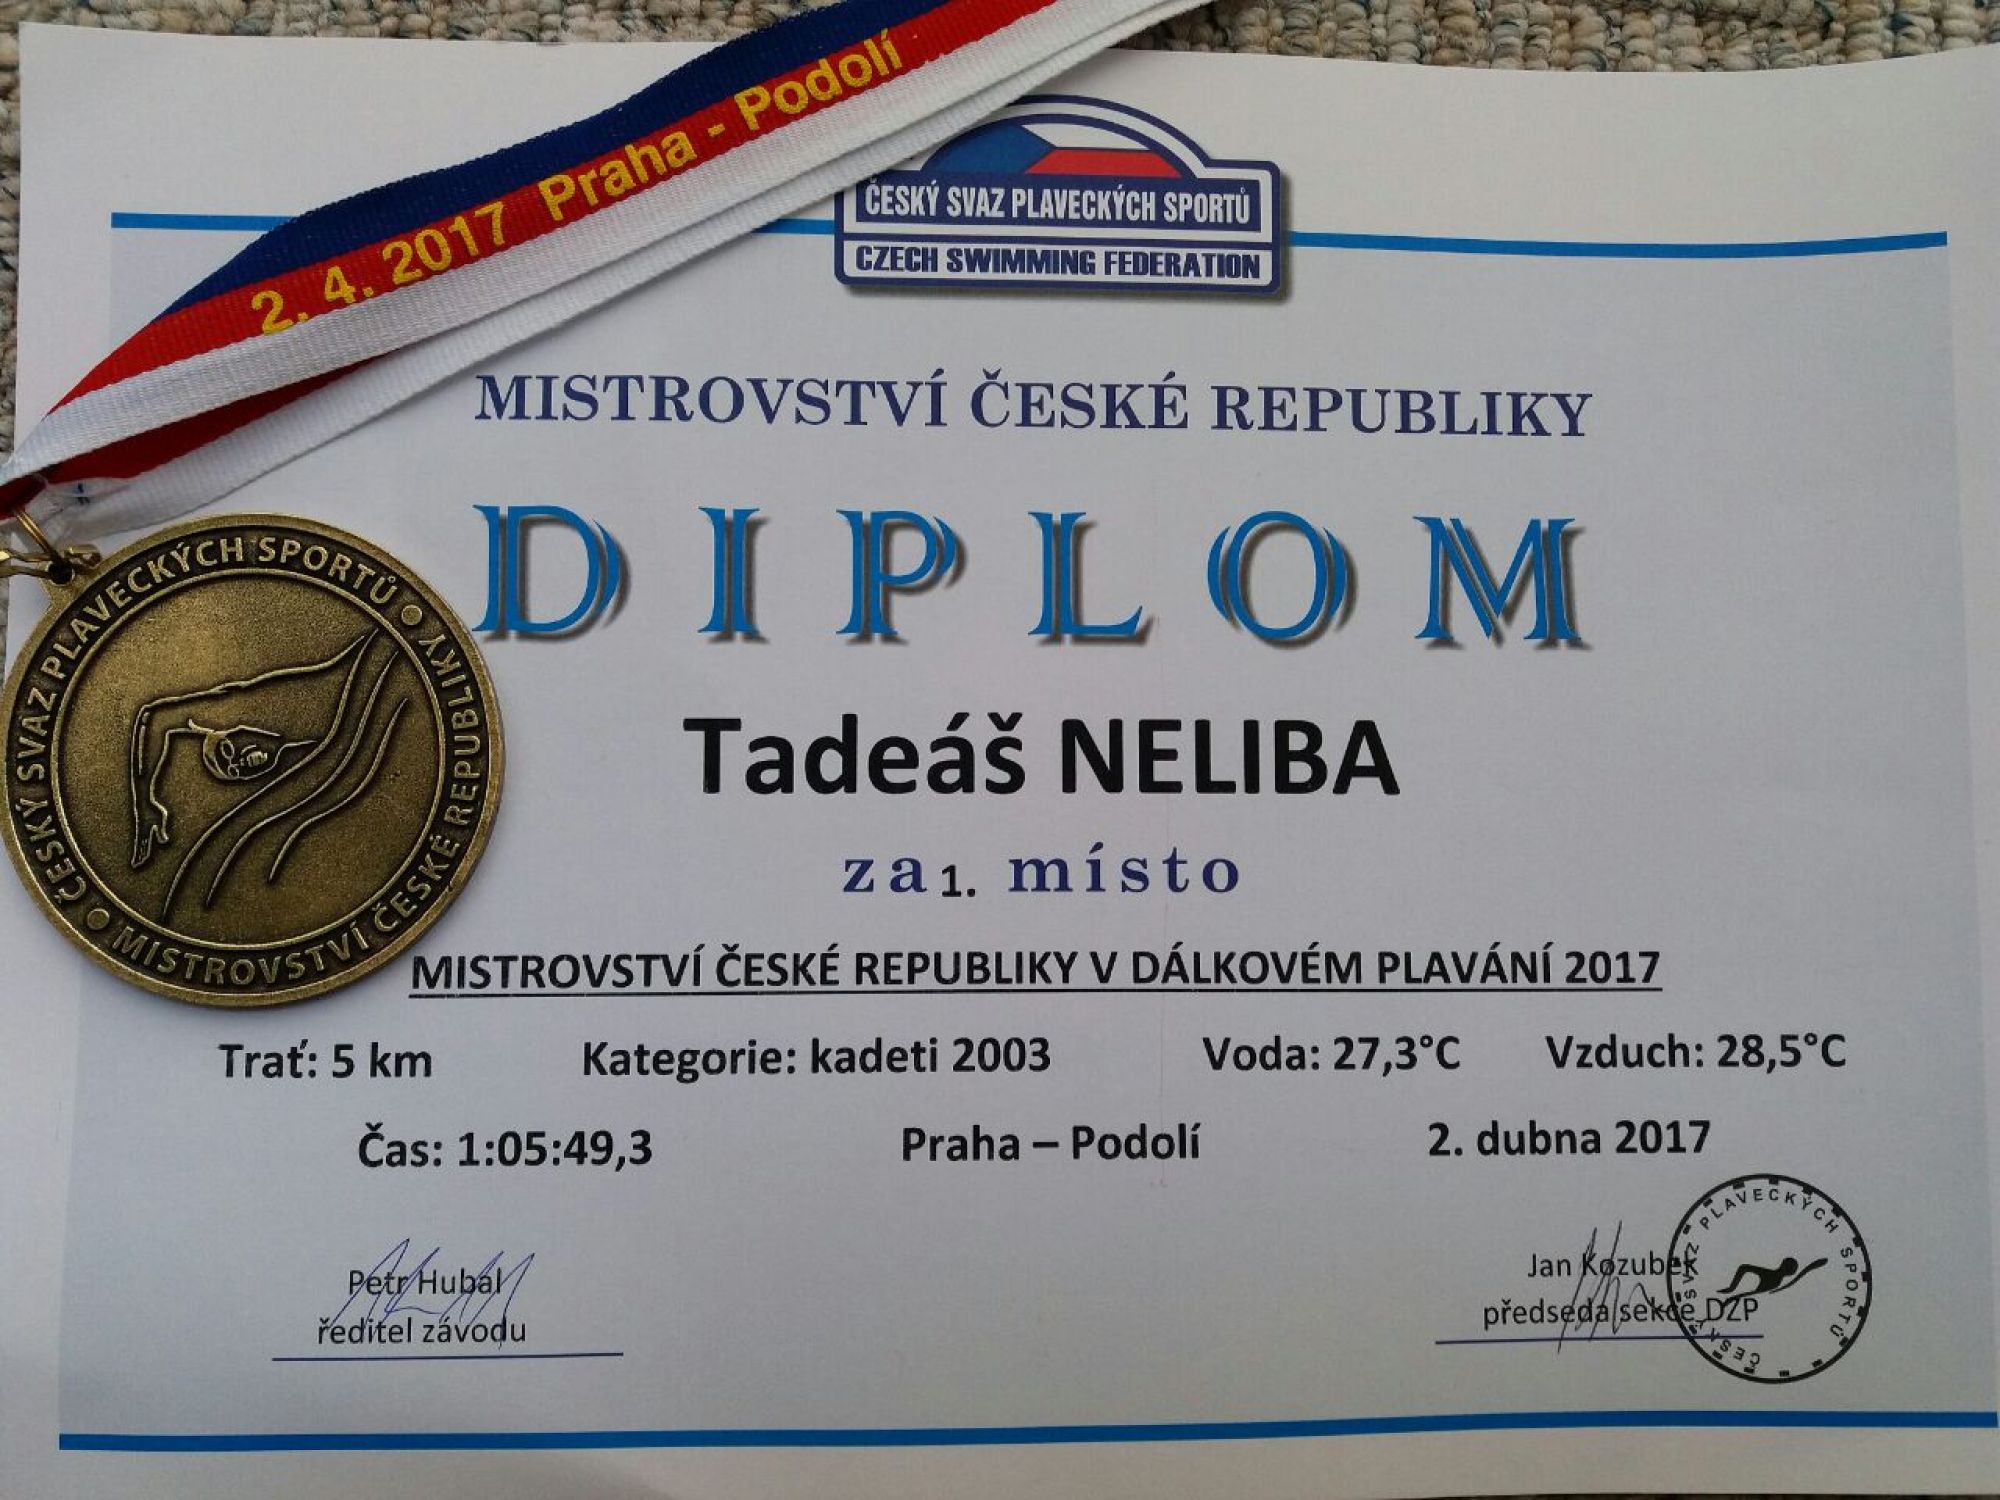 2. 4. 2017 Praha - Podolí
ČESKÝ SVAZ PLAVECKÝCH SPORTŮ
CZECH SWIMMING FEDERATION
MISTROVSTVÍ ČESKÉ REPUBLIKY
DIPLOM
ČESKÝ SVAZ PLAVECKÝCH SPORTŮ
MISTROVSTVÍ ČESKÉ REPUBLIKY
Tadeáš NELIBA
za 1. místo
MISTROVSTVÍ ČESKÉ REPUBLIKY V DÁLKOVÉM PLAVÁNÍ 2017
Trať: 5 km Kategorie: kadeti 2003 Voda: 27,3°C Vzduch: 28,5°C
Čas: 1:05:49,3 Praha – Podolí 2. dubna 2017
Petr Hubal
ředitel závodu
Jan Kozubek
předseda sekce DZP
ČESKÝ SVAZ PLAVECKÝCH SPORTŮ